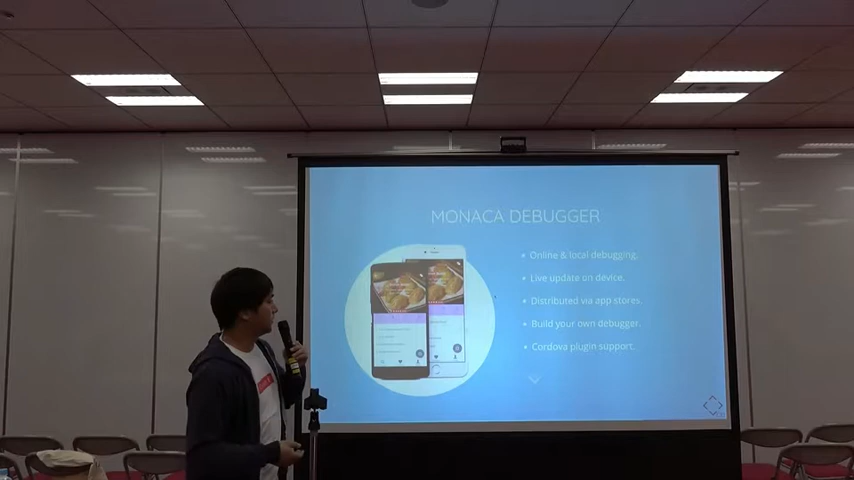 MONACA DEBUGGER
Online & local debugging.
Live update on device.
Distributed via app stores.
Build your own debugger.
Cordova plugin support.